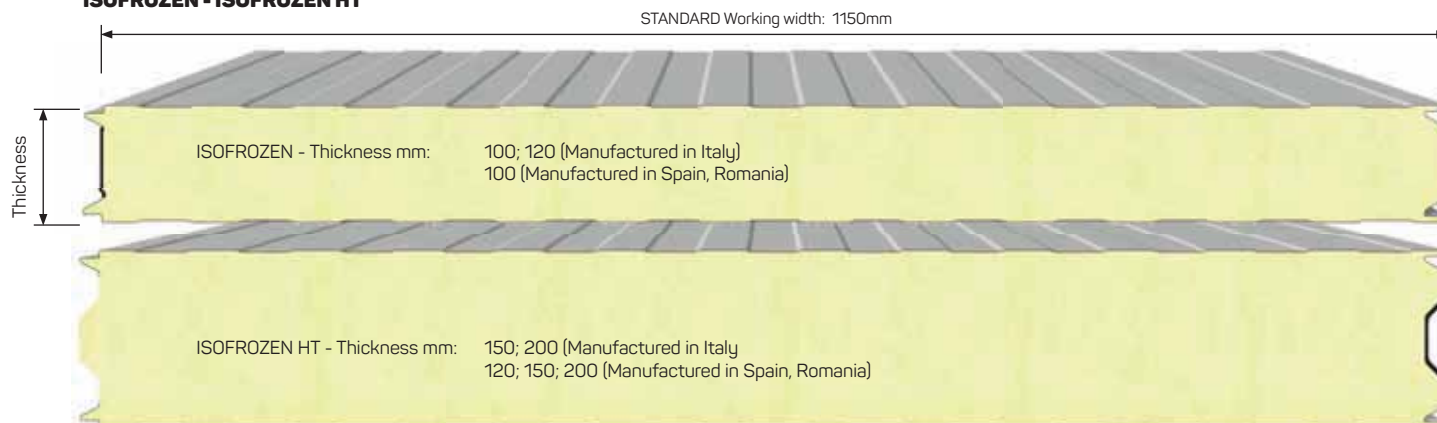 ISOFROZEN - ISOFROZEN HT
STANDARD Working width: 1150mm
Thickness
ISOFROZEN - Thickness mm: 100; 120 (Manufactured in Italy)
100 (Manufactured in Spain, Romania)
ISOFROZEN HT - Thickness mm: 150; 200 (Manufactured in Italy
120; 150; 200 (Manufactured in Spain, Romania)